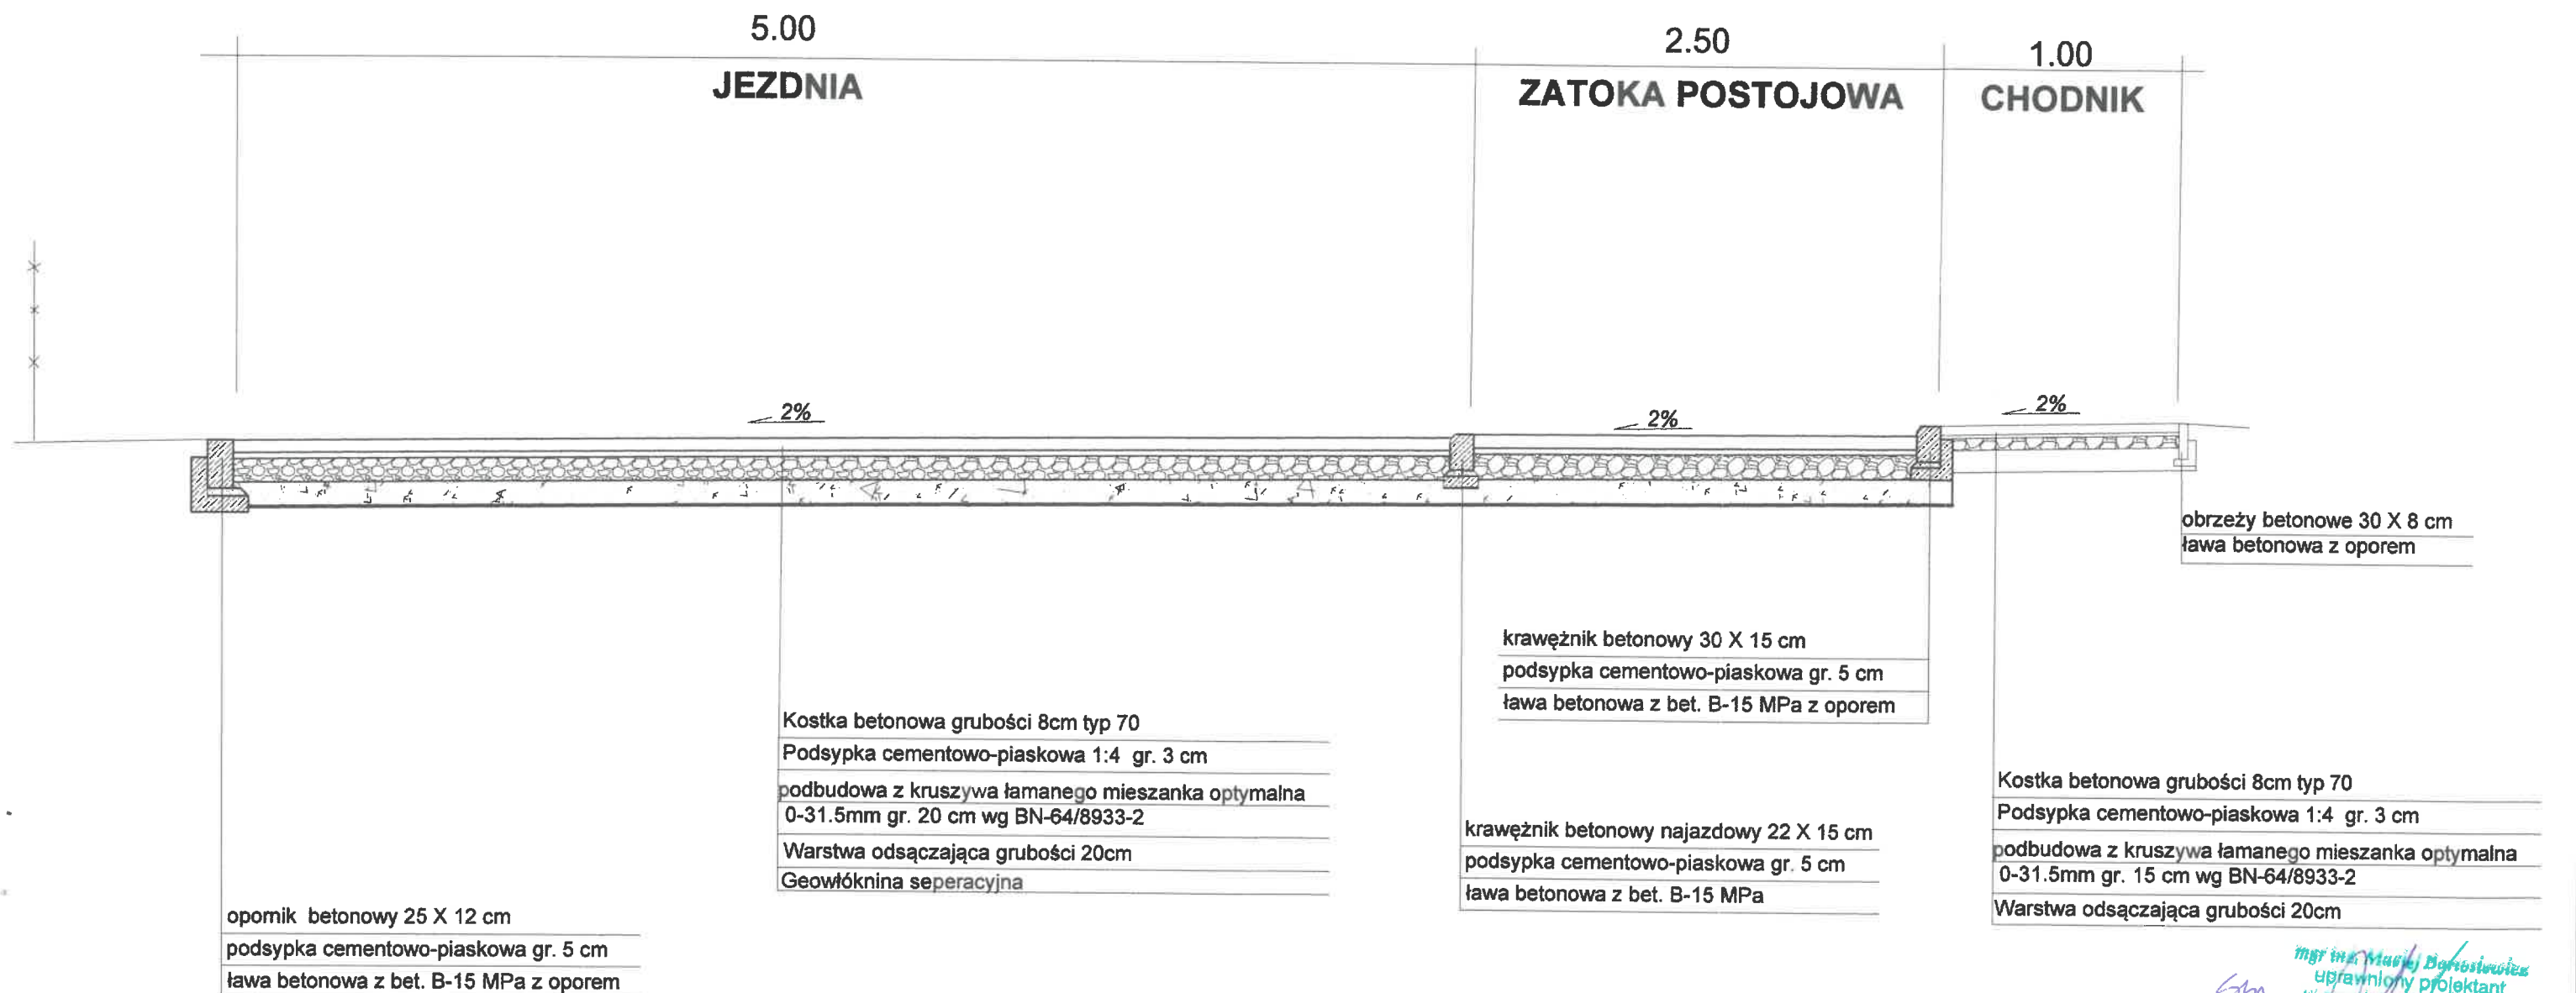 5.00
2.50
1.00
JEZDNIA
ZATOKA POSTOJOWA
CHODNIK
2%
2%
2%
obrzeży betonowe 30 X 8 cm
ława betonowa z oporem
krawężnik betonowy 30 X 15 cm
podsypka cementowo-piaskowa gr. 5 cm
ława betonowa z bet. B-15 MPa z oporem
Kostka betonowa grubości 8cm typ 70
Podsypka cementowo-piaskowa 1:4 gr. 3 cm
podbudowa z kruszywa łamanego mieszanka optymalna
0-31.5mm gr. 20 cm wg BN-64/8933-2
Warstwa odsączająca grubości 20cm
Geowłóknina seperacyjna
krawężnik betonowy najazdowy 22 X 15 cm
podsypka cementowo-piaskowa gr. 5 cm
ława betonowa z bet. B-15 MPa
Kostka betonowa grubości 8cm typ 70
Podsypka cementowo-piaskowa 1:4 gr. 3 cm
podbudowa z kruszywa łamanego mieszanka optymalna
0-31.5mm gr. 15 cm wg BN-64/8933-2
Warstwa odsączająca grubości 20cm
opornik betonowy 25 X 12 cm
podsypka cementowo-piaskowa gr. 5 cm
ława betonowa z bet. B-15 MPa z oporem
mgr inż. Maciej
uprawniony projektant